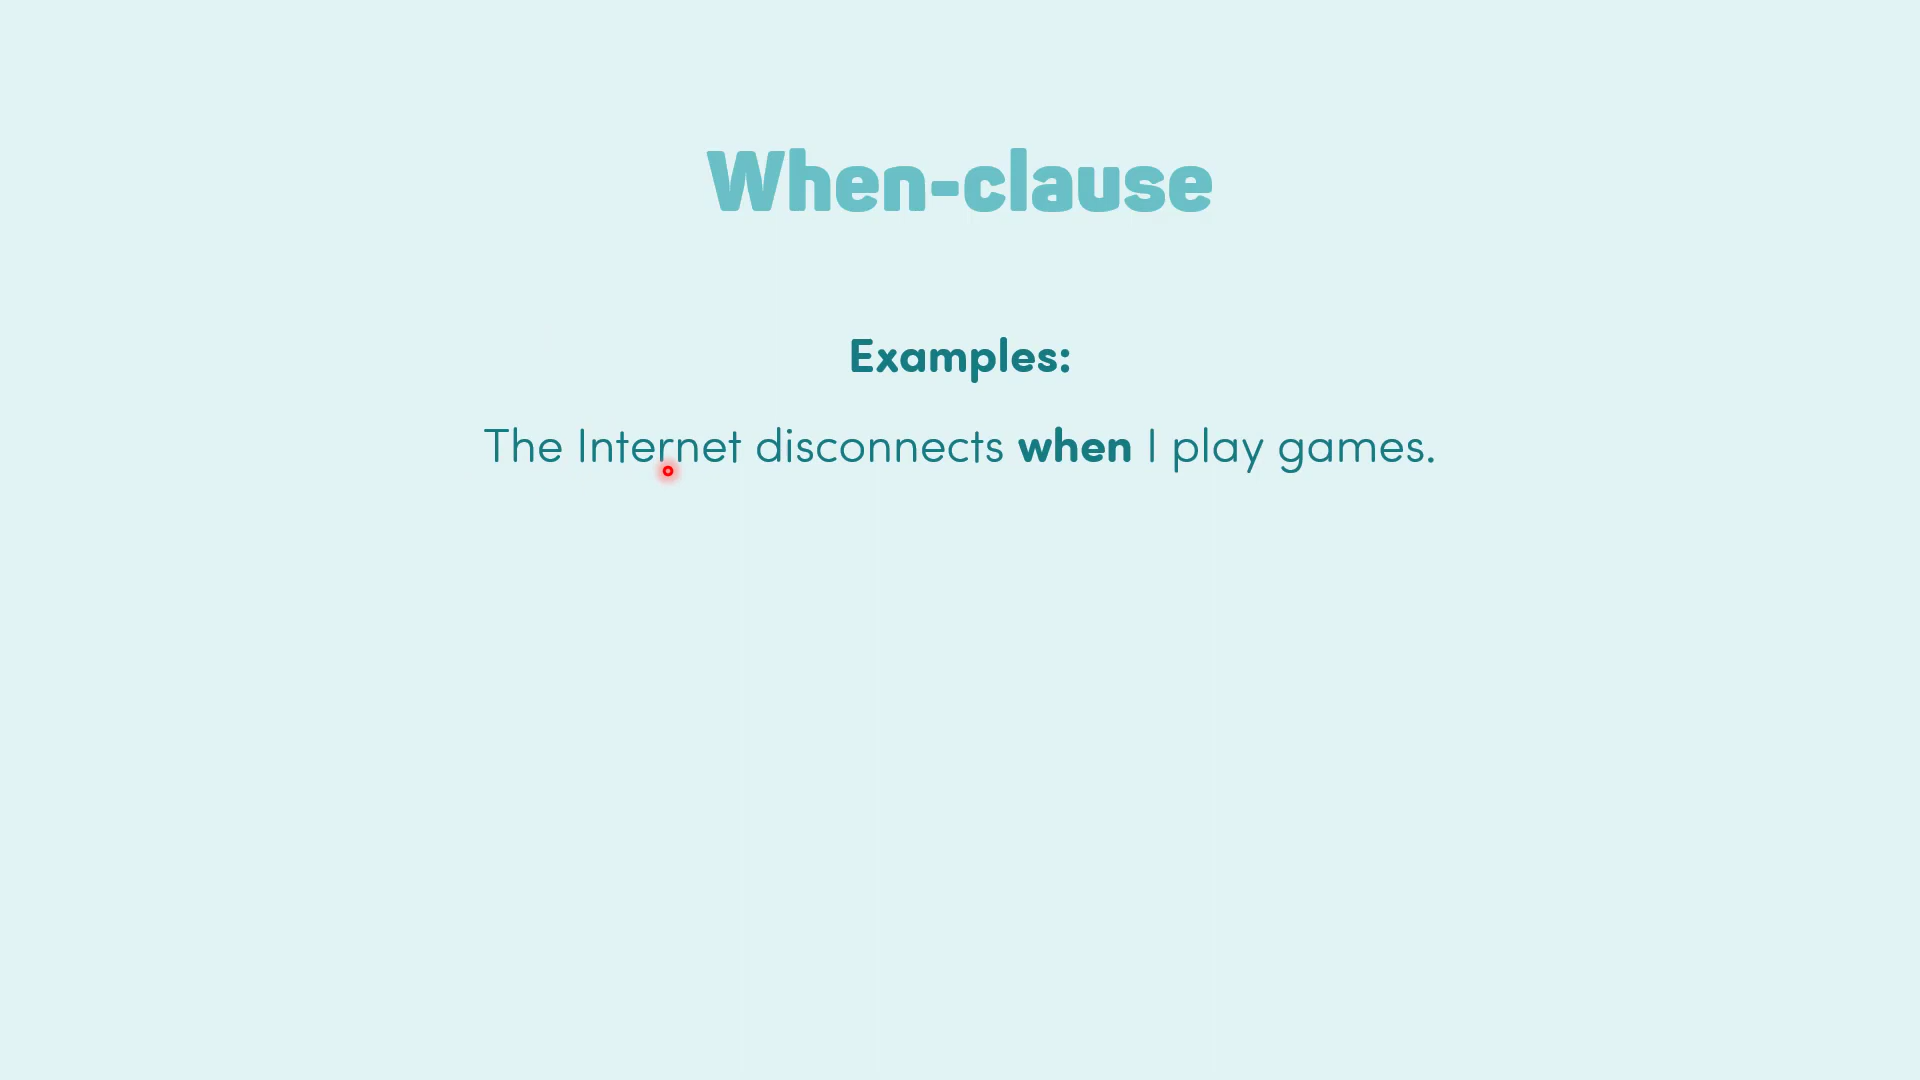 When-clause
Examples:
The Internet disconnects when I play games.